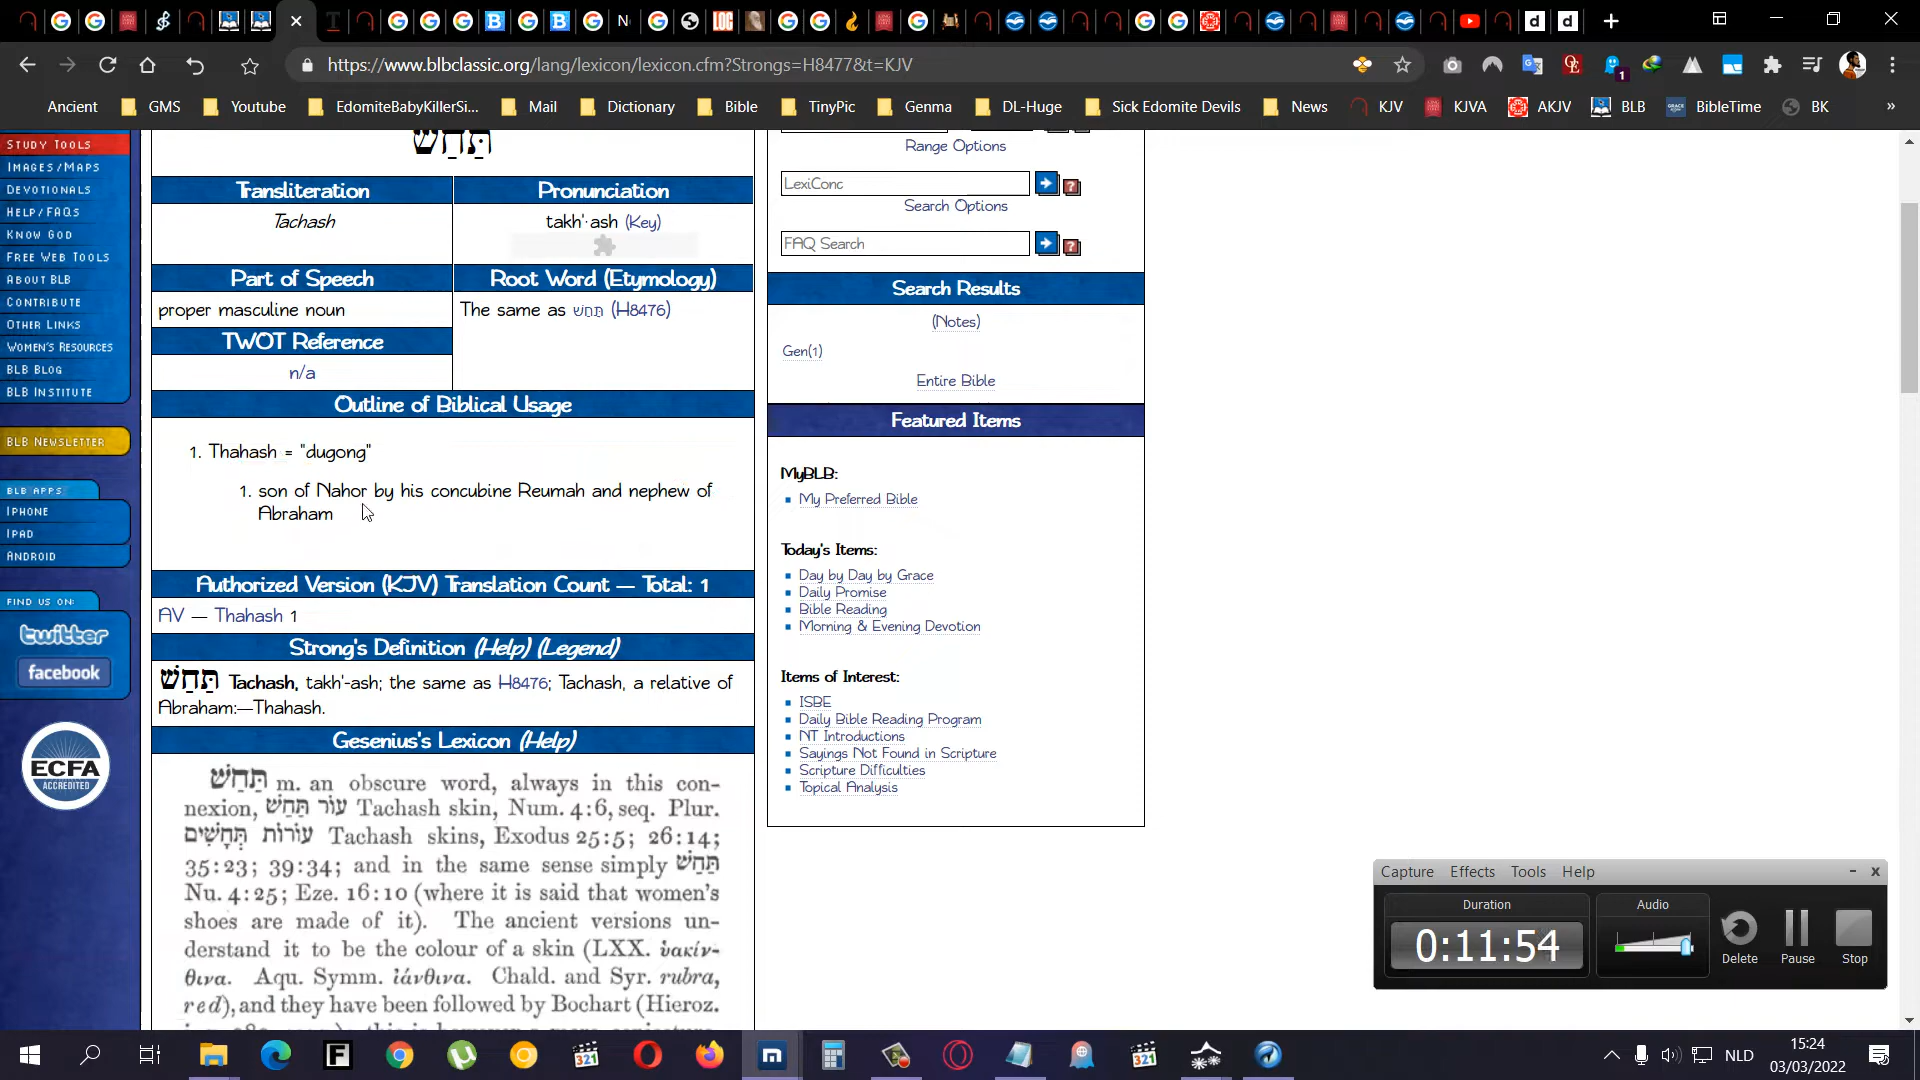 https://www.blbclassic.org/lang/lexicon/lexicon.cfm?Strongs=H8477&t=KJV
Ancient
GMS
Youtube
EdomiteBabyKillerSi...
Mail
Dictionary
Bible
TinyPic
Genma
DL-Huge
Sick Edomite Devils
News
KJV
KJVA
AKJV
BLB
BibleTime
BK
»
STUDY TOOLS
IMAGES/MAPS
DEVOTIONALS
HELP/FAQS
KNOW GOD
FREE WEB TOOLS
ABOUT BLB
CONTRIBUTE
OTHER LINKS
WOMEN'S RESOURCES
BLB BLOG
BLB INSTITUTE
BLB NEWSLETTER
BLB APPS
IPHONE
IPAD
ANDROID
FIND US ON:
twitter
facebook
ECFA
ACCREDITED
תַּחַשׁ
Transliteration
Pronunciation
Tachash
takh'·ash (Key)
Part of Speech
Root Word (Etymology)
proper masculine noun
The same as תחש (H8476)
TWOT Reference
n/a
Outline of Biblical Usage
1. Thahash = "dugong"
1. son of Nahor by his concubine Reumah and nephew of
Abraham
Authorized Version (KJV) Translation Count — Total: 1
AV — Thahash 1
Strong's Definition (Help) (Legend)
תַּחַשׁ Tachash, takh'-ash; the same as H8476; Tachash, a relative of
Abraham:—Thahash.
Gesenius's Lexicon (Help)
תַּחַשׁ m. an obscure word, always in this con-
nexion, עוֹר תַּחַשׁ Tachash skin, Num. 4:6, seq. Plur.
עוֹרוֹת תְּחָשִׁים Tachash skins, Exodus 25:5; 26:14;
35:23; 39:34; and in the same sense simply תַּחַשׁ
Nu. 4:25; Eze. 16:10 (where it is said that women's
shoes are made of it). The ancient versions un-
derstand it to be the colour of a skin (LXX. ὑακίν-
θινα. Aqu. Symm. ἰάνθινα. Chald. and Syr. rubra,
red), and they have been followed by Bochart (Hieroz.
Range Options
LexiConc
Search Options
FAQ Search
Search Results
(Notes)
Gen(1)
Entire Bible
Featured Items
MyBLB:
My Preferred Bible
Today's Items:
Day by Day by Grace
Daily Promise
Bible Reading
Morning & Evening Devotion
Items of Interest:
ISBE
Daily Bible Reading Program
NT Introductions
Sayings Not Found in Scripture
Scripture Difficulties
Topical Analysis
Capture Effects Tools Help
Duration
Audio
0:11:54
Delete
Pause
Stop
NLD
15:24
03/03/2022